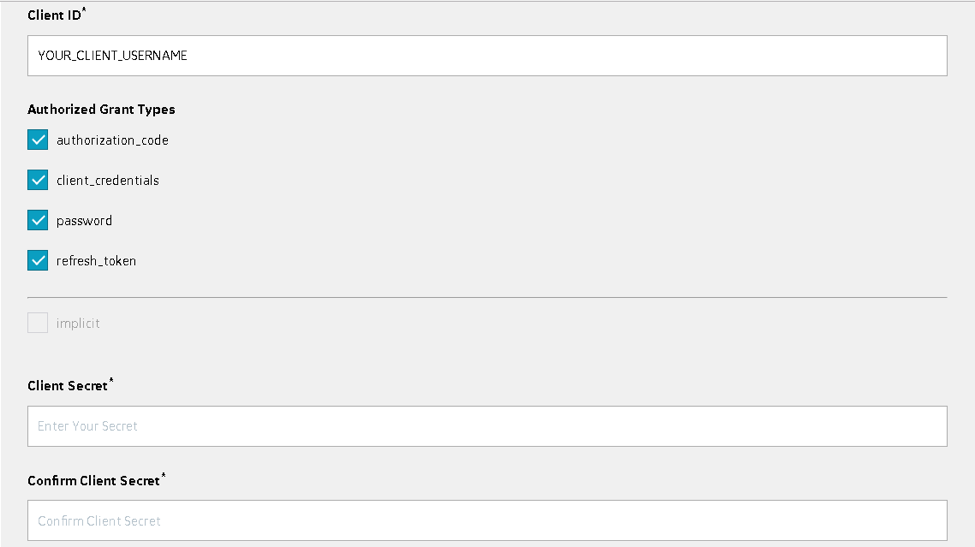 Client ID*
YOUR_CLIENT_USERNAME
Authorized Grant Types
authorization_code
client_credentials
password
refresh_token
implicit
Client Secret*
Enter Your Secret
Confirm Client Secret*
Confirm Client Secret